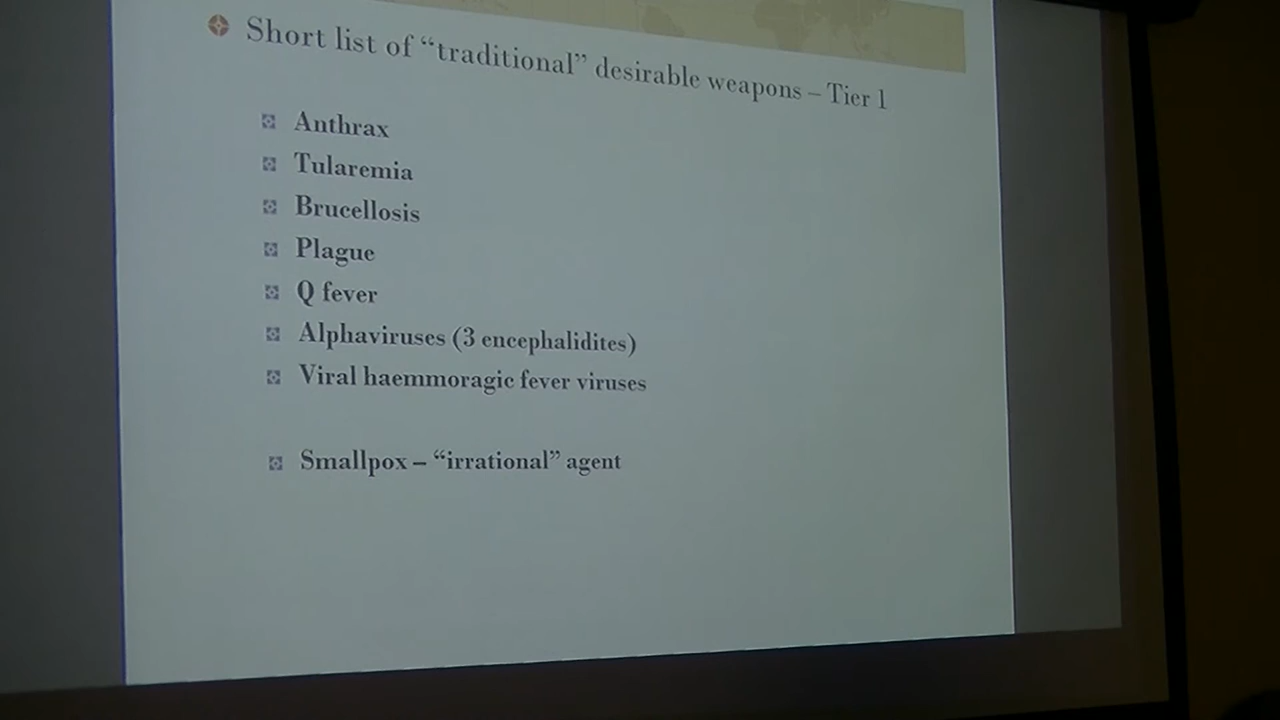 Short list of “traditional” desirable weapons – Tier 1
Anthrax
Tularemia
Brucellosis
Plague
Q fever
Alphaviruses (3 encephalidites)
Viral haemmoragic fever viruses
Smallpox – “irrational” agent